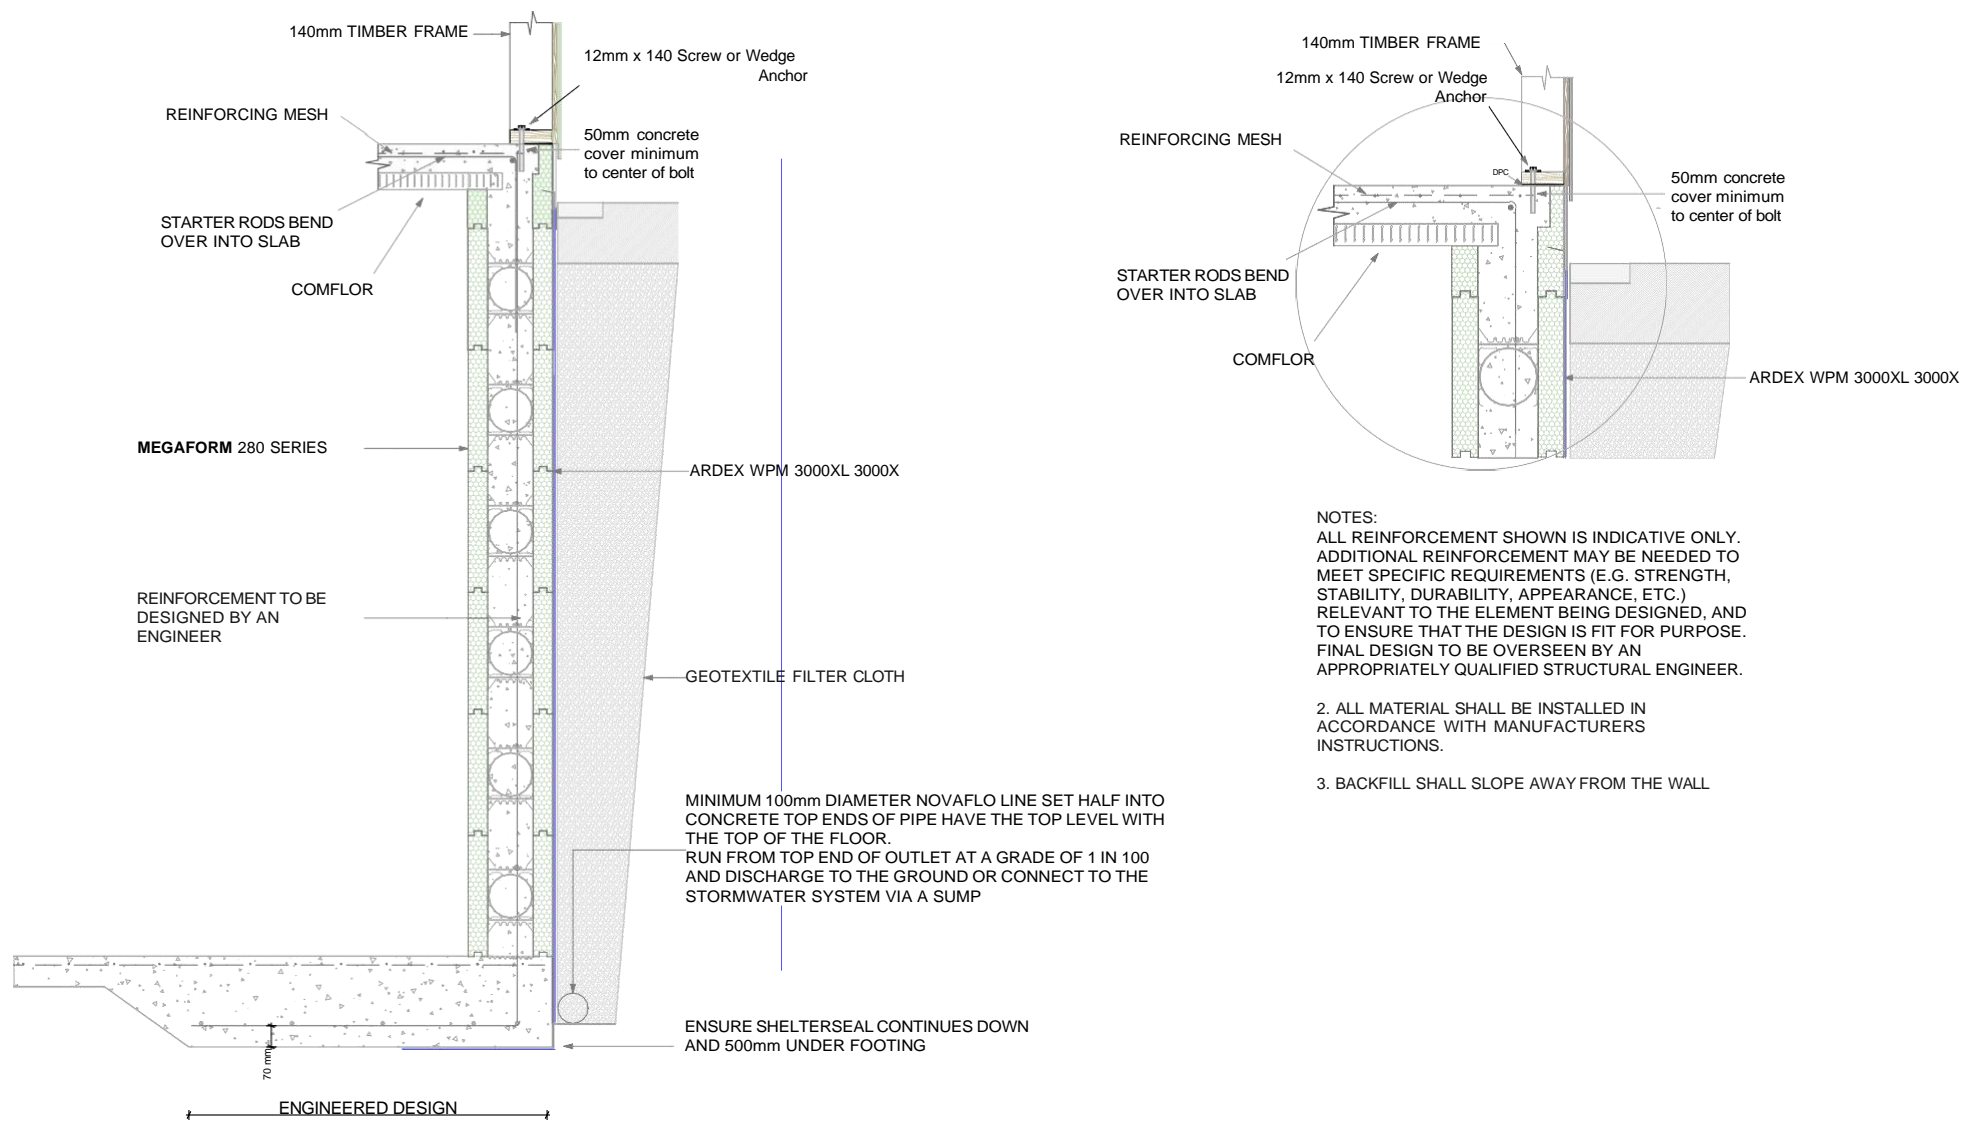 140mm TIMBER FRAME
12mm x 140 Screw or Wedge
Anchor
REINFORCING MESH
50mm concrete
cover minimum
to center of bolt
STARTER RODS BEND
OVER INTO SLAB
COMFLOR
MEGAFORM 280 SERIES
ARDEX WPM 3000XL 3000X
REINFORCEMENT TO BE
DESIGNED BY AN
ENGINEER
GEOTEXTILE FILTER CLOTH
MINIMUM 100mm DIAMETER NOVAFLO LINE SET HALF INTO
CONCRETE TOP ENDS OF PIPE HAVE THE TOP LEVEL WITH
THE TOP OF THE FLOOR.
RUN FROM TOP END OF OUTLET AT A GRADE OF 1 IN 100
AND DISCHARGE TO THE GROUND OR CONNECT TO THE
STORMWATER SYSTEM VIA A SUMP
ENSURE SHELTERSEAL CONTINUES DOWN
AND 500mm UNDER FOOTING
70 mm
ENGINEERED DESIGN
140mm TIMBER FRAME
12mm x 140 Screw or Wedge
Anchor
REINFORCING MESH
DPC
50mm concrete
cover minimum
to center of bolt
STARTER RODS BEND
OVER INTO SLAB
COMFLOR
ARDEX WPM 3000XL 3000X
NOTES:
ALL REINFORCEMENT SHOWN IS INDICATIVE ONLY.
ADDITIONAL REINFORCEMENT MAY BE NEEDED TO
MEET SPECIFIC REQUIREMENTS (E.G. STRENGTH,
STABILITY, DURABILITY, APPEARANCE, ETC.)
RELEVANT TO THE ELEMENT BEING DESIGNED, AND
TO ENSURE THAT THE DESIGN IS FIT FOR PURPOSE.
FINAL DESIGN TO BE OVERSEEN BY AN
APPROPRIATELY QUALIFIED STRUCTURAL ENGINEER.
2. ALL MATERIAL SHALL BE INSTALLED IN
ACCORDANCE WITH MANUFACTURERS
INSTRUCTIONS.
3. BACKFILL SHALL SLOPE AWAY FROM THE WALL